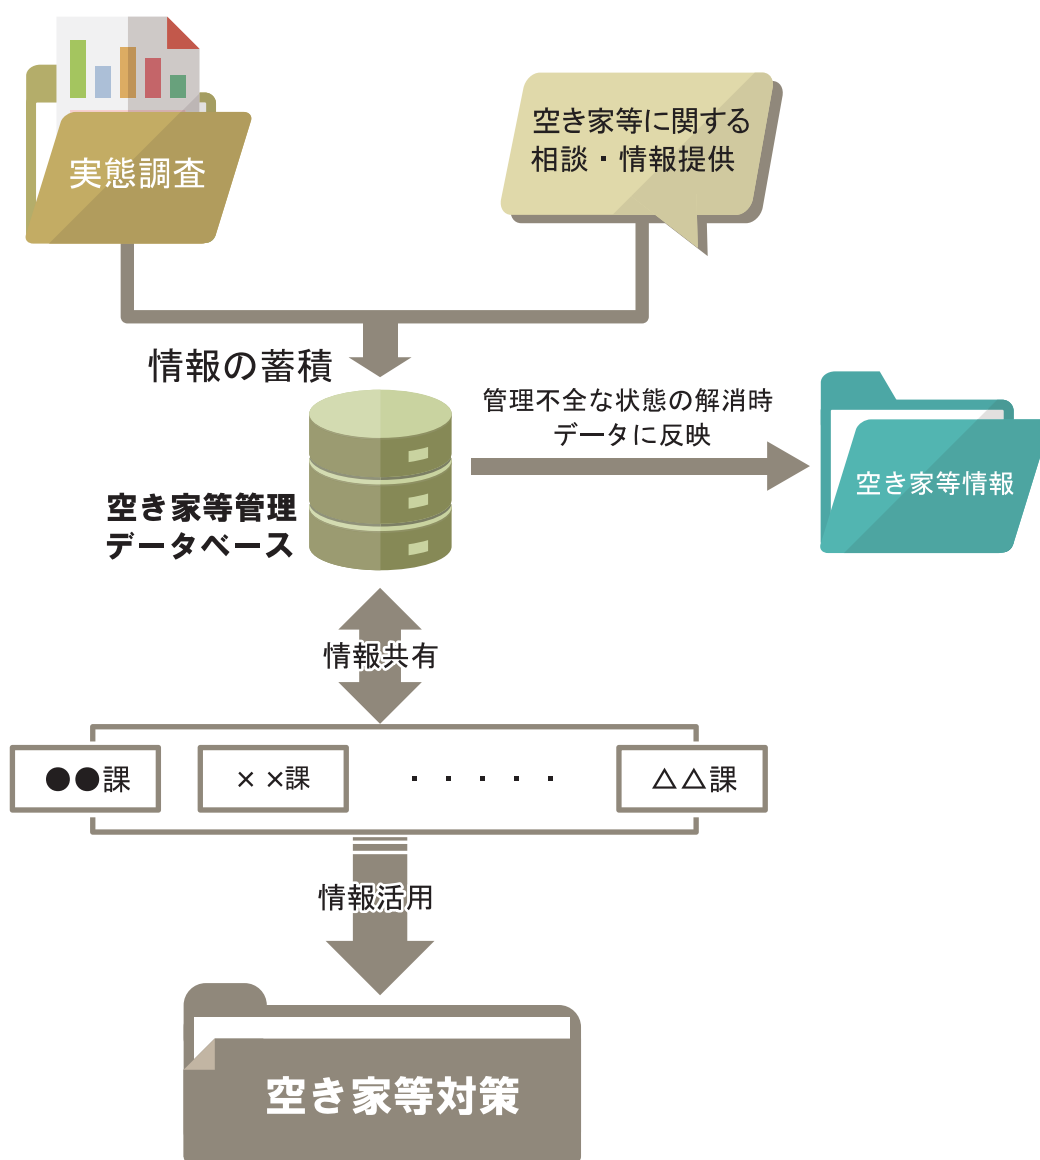 実態調査
空き家等に関する
相談・情報提供
情報の蓄積
管理不全な状態の解消時
データに反映
空き家等情報
空き家等管理
データベース
情報共有
●●課
××課
・・・・・
△△課
情報活用
空き家等対策